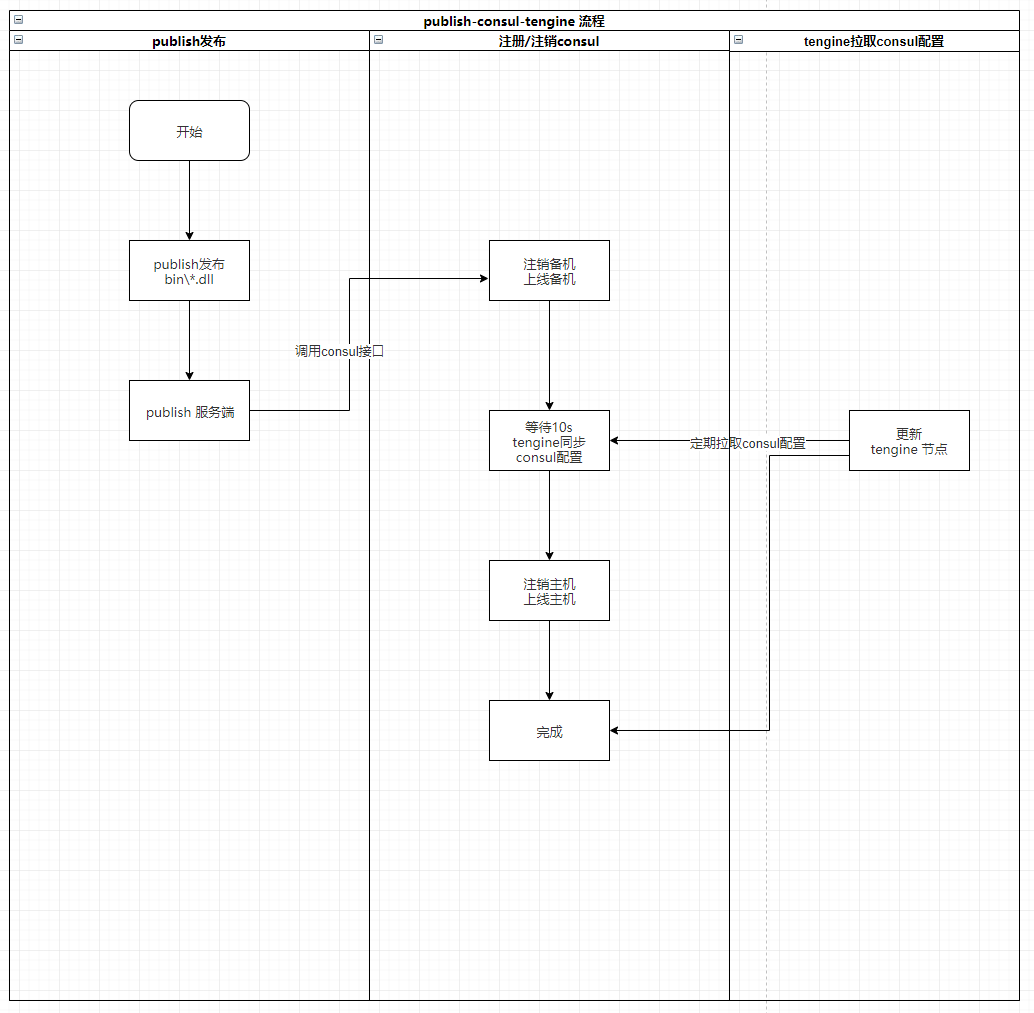 publish-consul-tengine 流程
publish发布
注册/注销consul
tengine拉取consul配置
开始
publish发布
bin\*.dll
publish 服务端
调用consul接口
注销备机
上线备机
等待10s
tengine同步
consul配置
定期拉取consul配置
更新
tengine 节点
注销主机
上线主机
完成